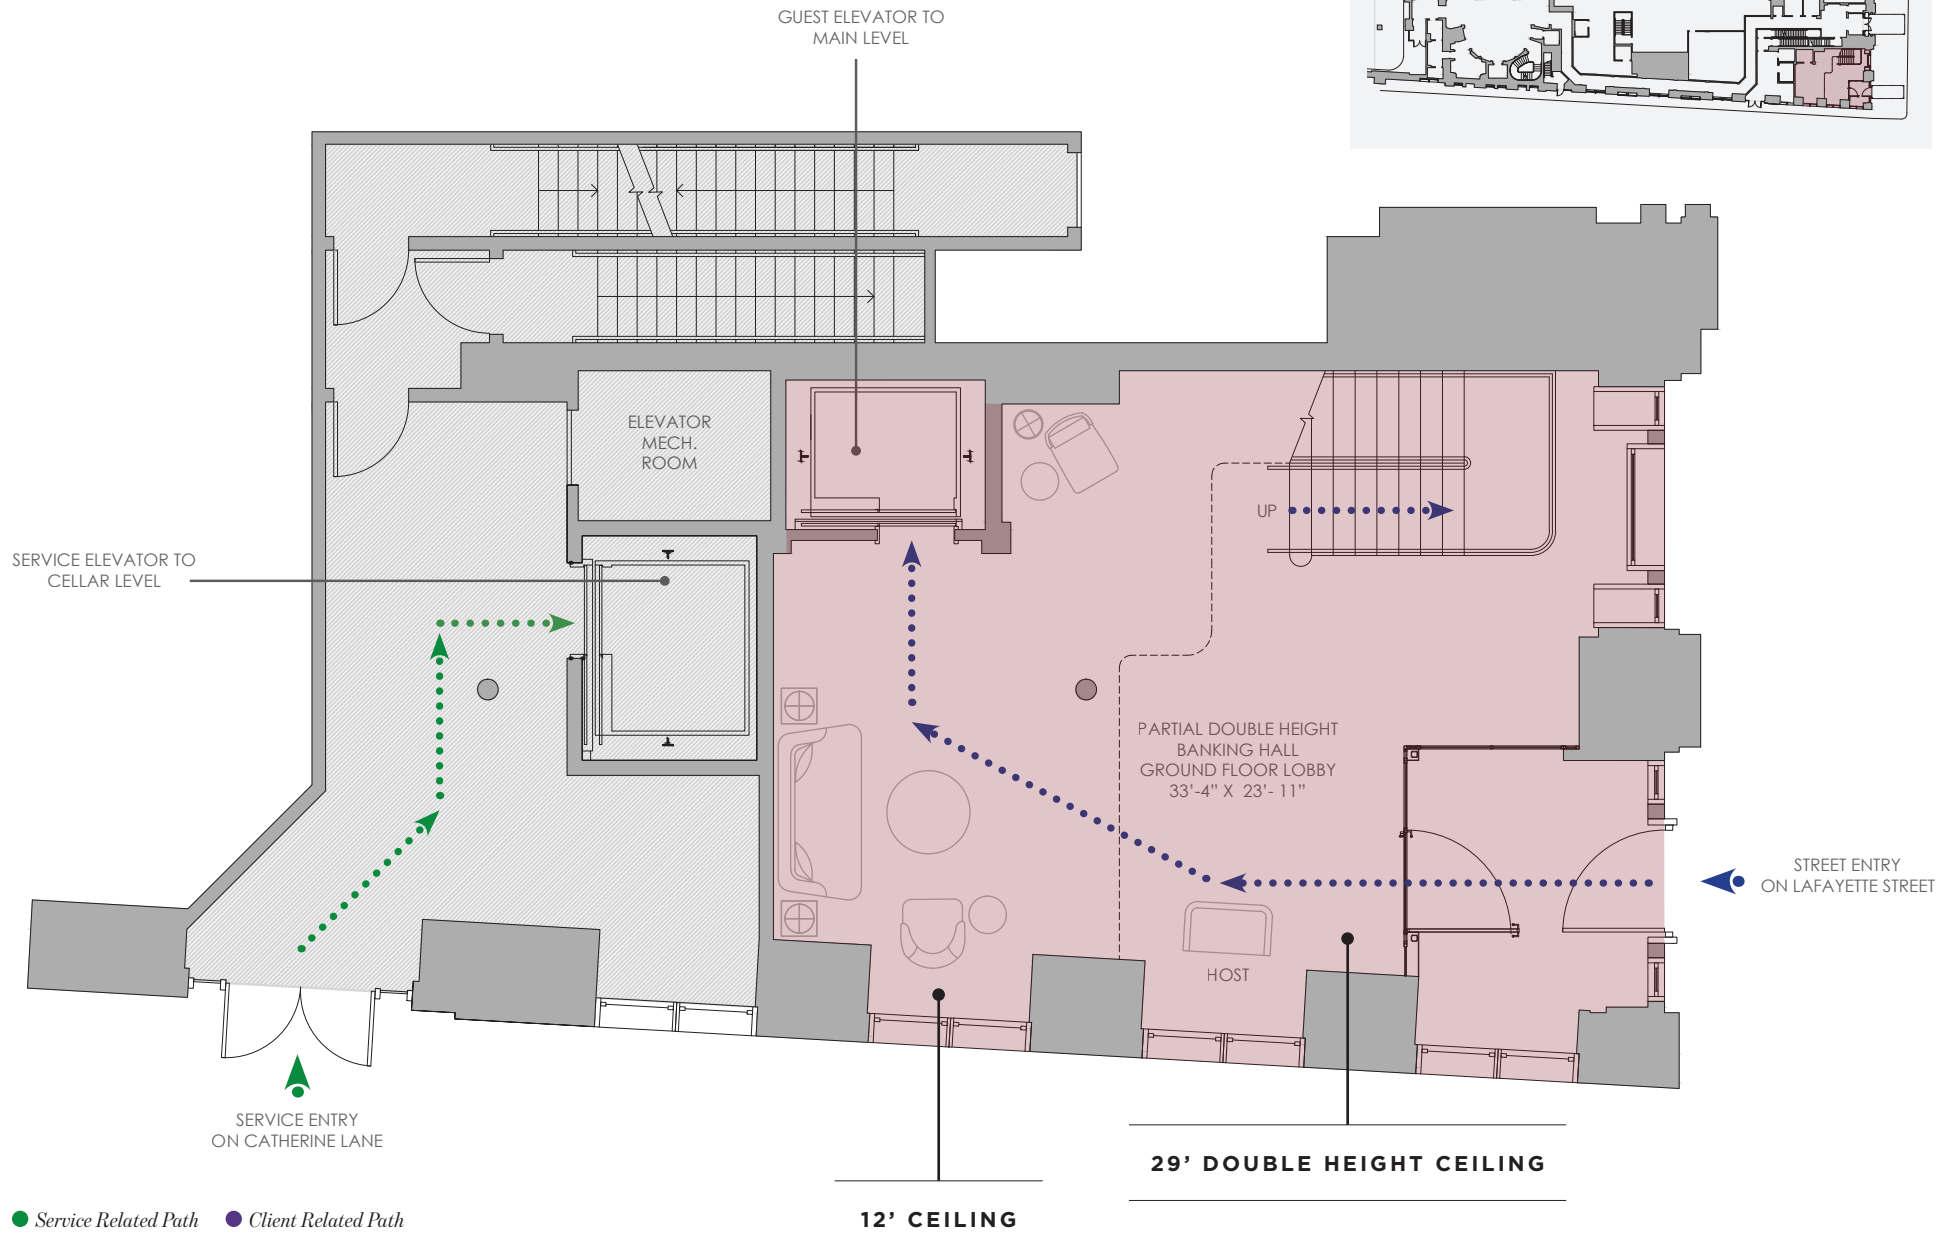 GUEST ELEVATOR TO
MAIN LEVEL
ELEVATOR
MECH.
ROOM
UP
SERVICE ELEVATOR TO
CELLAR LEVEL
PARTIAL DOUBLE HEIGHT
BANKING HALL
GROUND FLOOR LOBBY
33'-4" X 23'- 11"
STREET ENTRY
ON LAFAYETTE STREET
HOST
SERVICE ENTRY
ON CATHERINE LANE
29' DOUBLE HEIGHT CEILING
12' CEILING
Service Related Path
Client Related Path